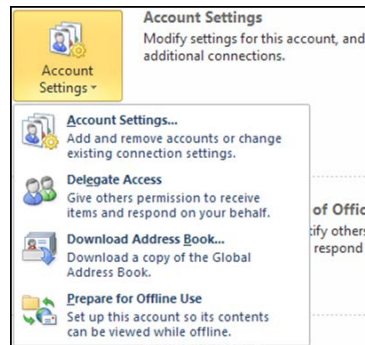 Account Settings
Modify settings for this account, and
additional connections.
Account
Settings
Account Settings...
Add and remove accounts or change
existing connection settings.
Delegate Access
Give others permission to receive
items and respond on your behalf.
Download Address Book...
Download a copy of the Global
Address Book.
Prepare for Offline Use
Set up this account so its contents
can be viewed while offline.
of Offic
tify others
respond